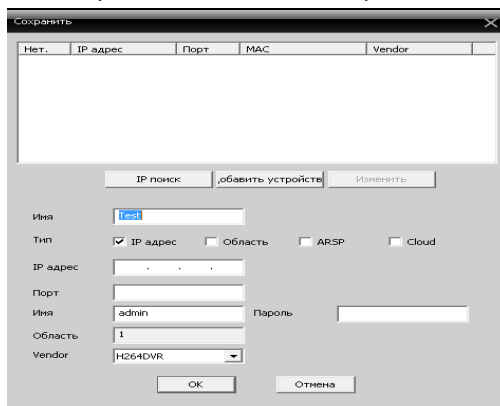 Сохранить
Нет. IP адрес Порт MAC Vendor
IP поиск ,обавить устройств Изменить
Имя Test
Тип IP адрес Область ARSP Cloud
IP адрес . . .
Порт
Имя admin Пароль
Область 1
Vendor H264DVR
OK Отмена